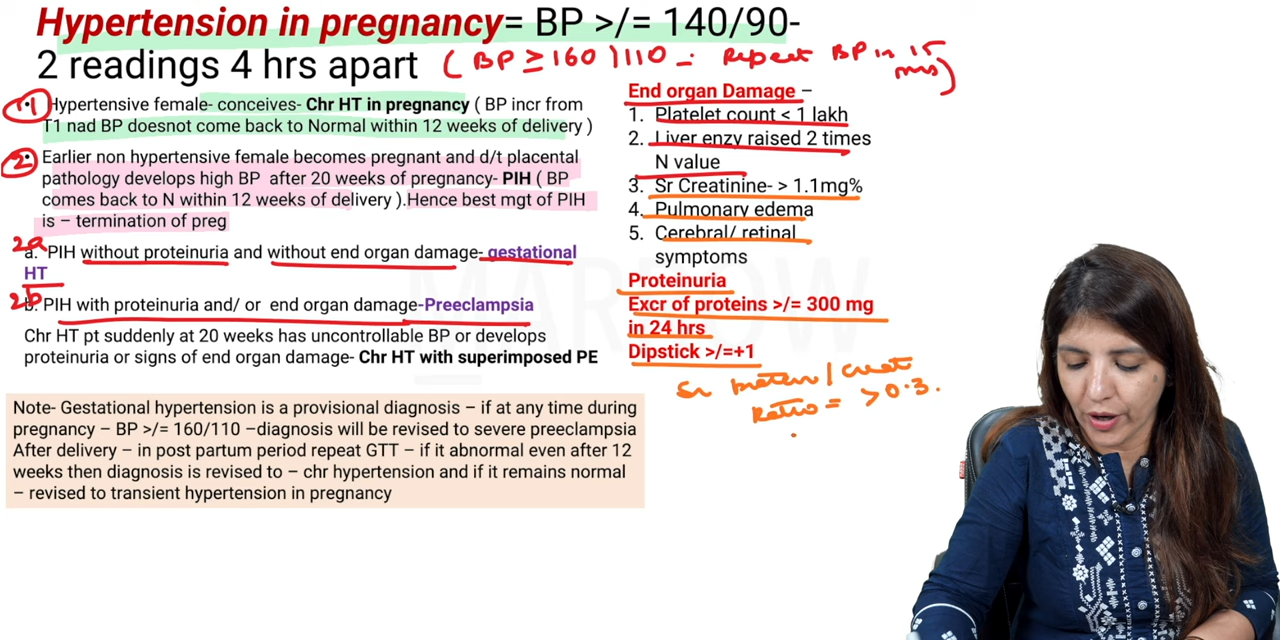 Hypertension in pregnancy= BP >/= 140/90-
2 readings 4 hrs apart (BP ≥ 160/110 - Repeat BP in 15 mns)
1 Hypertensive female- conceives- Chr HT in pregnancy ( BP incr from
T1 nad BP doesnot come back to Normal within 12 weeks of delivery )
2 Earlier non hypertensive female becomes pregnant and d/t placental
pathology develops high BP after 20 weeks of pregnancy- PIH ( BP
comes back to N within 12 weeks of delivery ).Hence best mgt of PIH
is – termination of preg
2a
a. PIH without proteinuria and without end organ damage- gestational
HT
2b
b. PIH with proteinuria and/ or end organ damage-Preeclampsia
Chr HT pt suddenly at 20 weeks has uncontrollable BP or develops
proteinuria or signs of end organ damage- Chr HT with superimposed PE
End organ Damage –
1. Platelet count < 1 lakh
2. Liver enzy raised 2 times
N value
3. Sr Creatinine- > 1.1mg%
4. Pulmonary edema
5. Cerebral/ retinal
symptoms
Proteinuria
Excr of proteins >/= 300 mg
in 24 hrs
Dipstick >/=+1
Sr Protein / Creat
Ratio = >0.3.
Note- Gestational hypertension is a provisional diagnosis – if at any time during
pregnancy – BP >/= 160/110 –diagnosis will be revised to severe preeclampsia
After delivery – in post partum period repeat GTT – if it abnormal even after 12
weeks then diagnosis is revised to – chr hypertension and if it remains normal
– revised to transient hypertension in pregnancy
MARROW